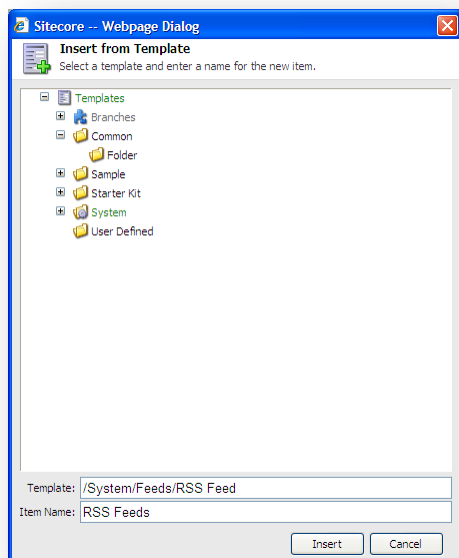 Sitecore -- Webpage Dialog
Insert from Template
Select a template and enter a name for the new item.
Templates
Branches
Common
Folder
Sample
Starter Kit
System
User Defined
Template: /System/Feeds/RSS Feed
Item Name: RSS Feeds
Insert Cancel